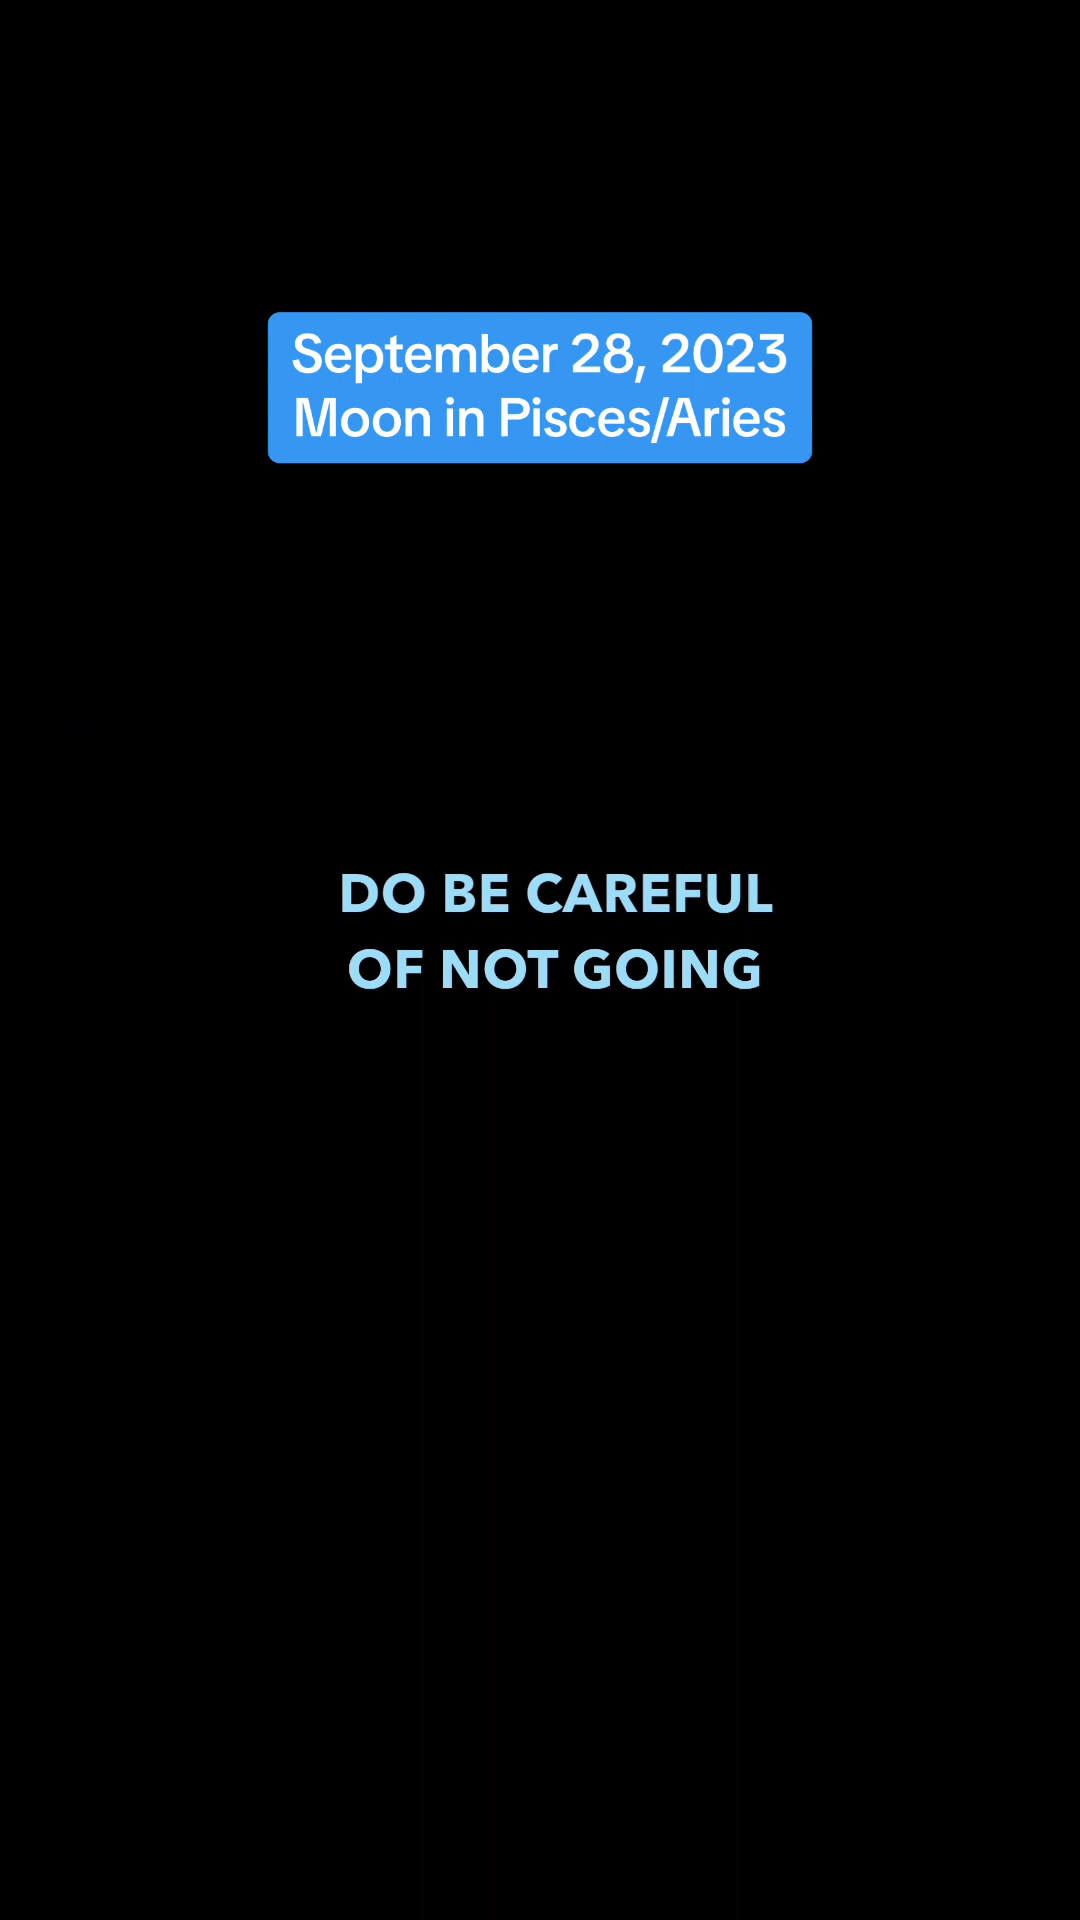 September 28, 2023
Moon in Pisces/Aries
DO BE CAREFUL
OF NOT GOING